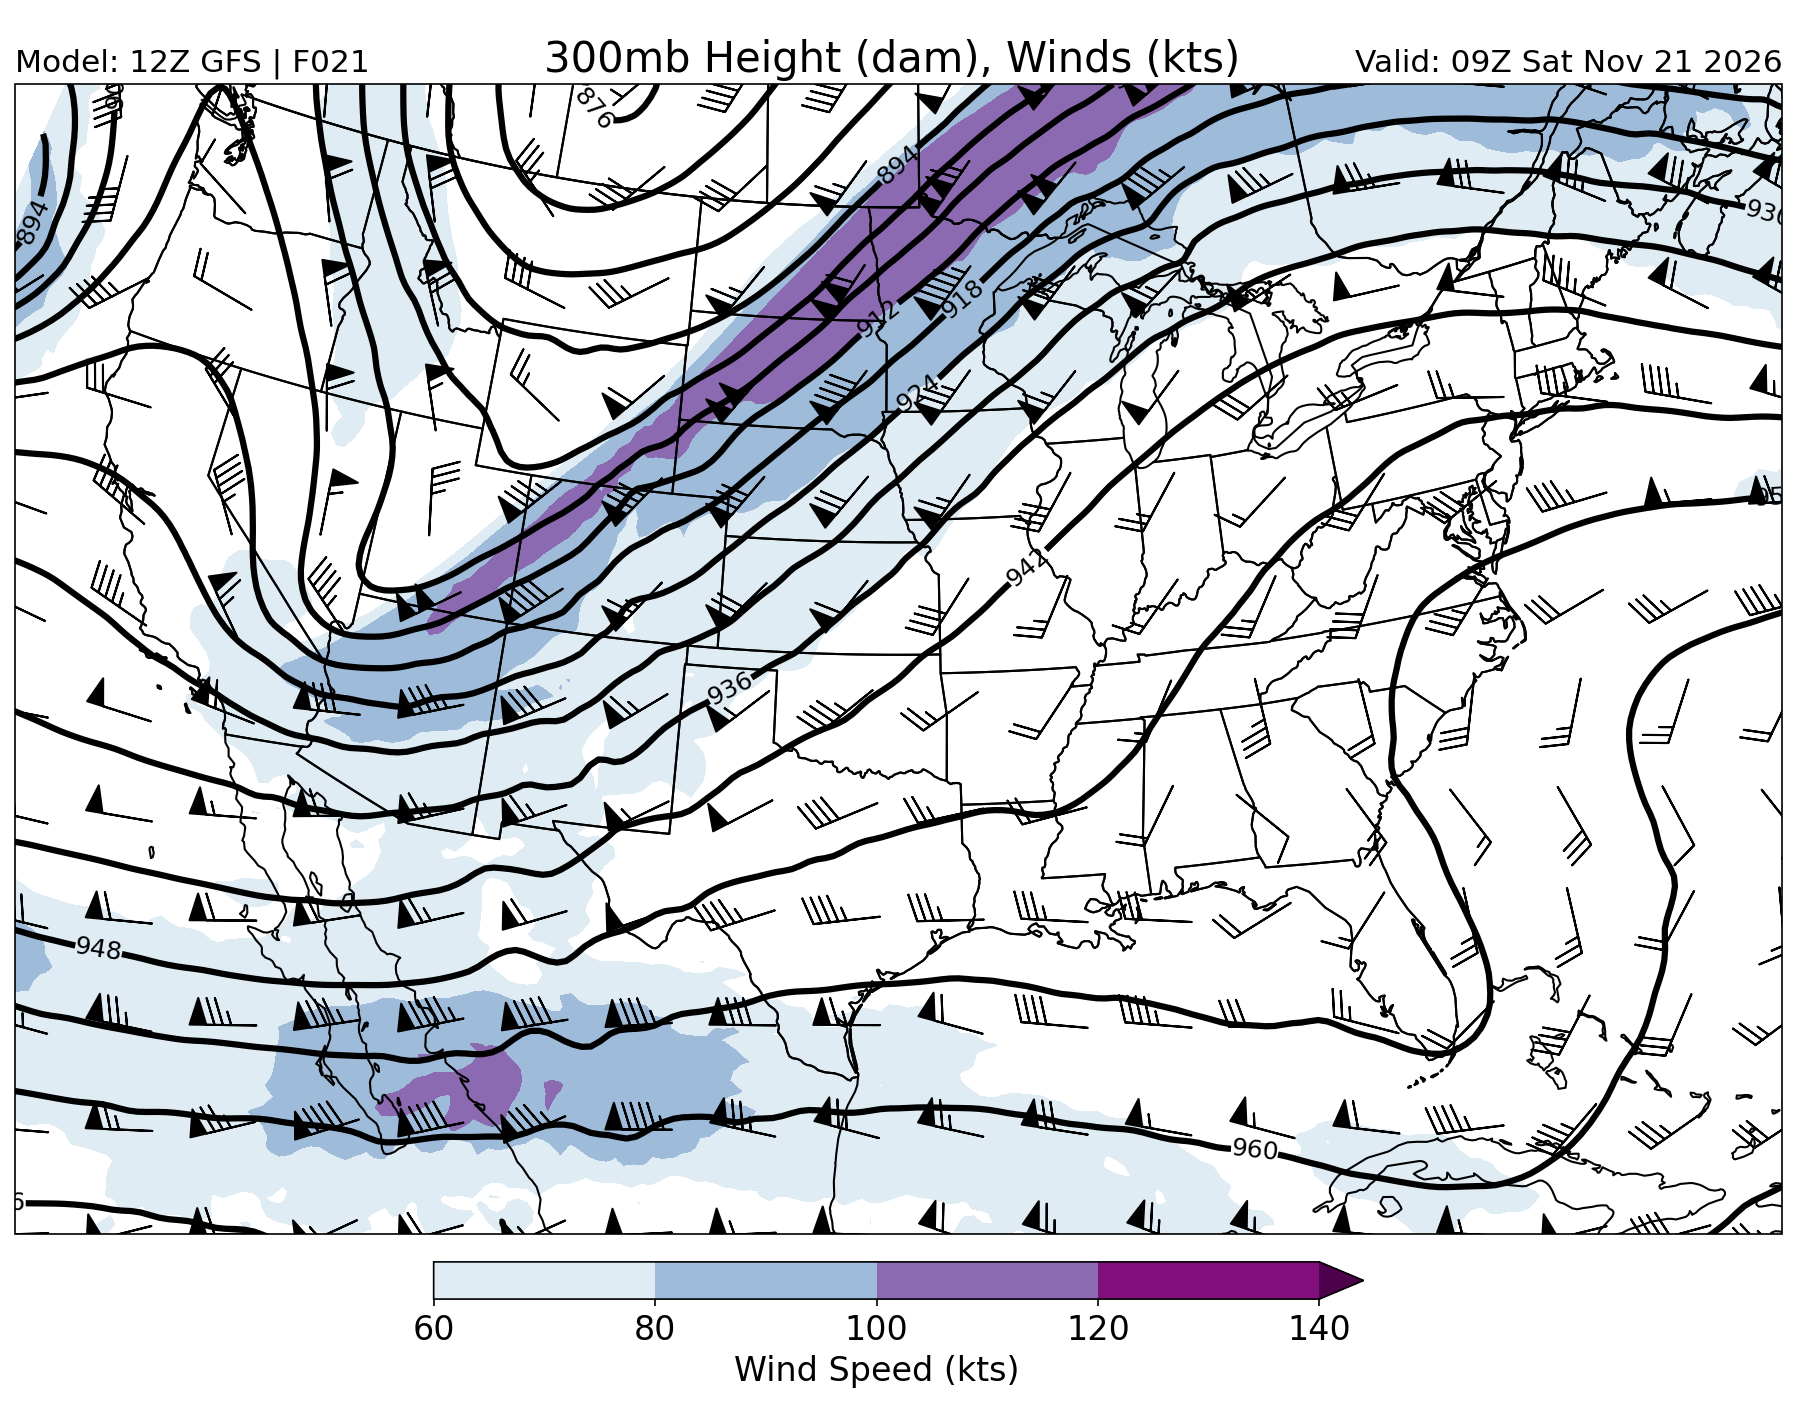 Model: 12Z GFS | F021
300mb Height (dam), Winds (kts)
Valid: 09Z Sat Nov 21 2026
876
894
894
930
912
918
924
942
936
948
960
60 80 100 120 140
Wind Speed (kts)